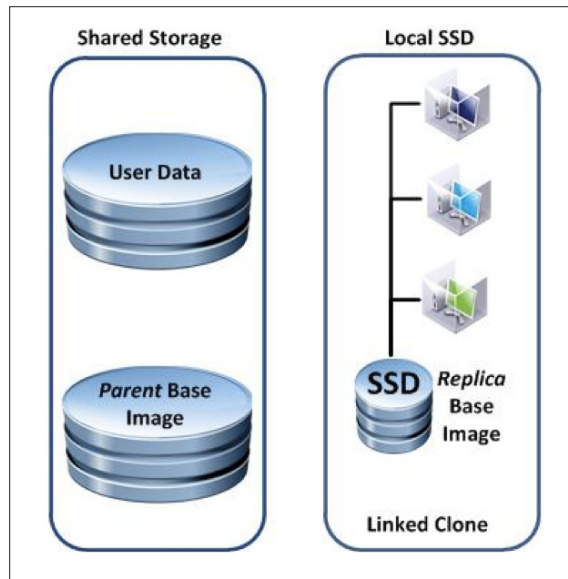 Shared Storage
User Data
Parent Base
Image
Local SSD
SSD
Replica
Base
Image
Linked Clone